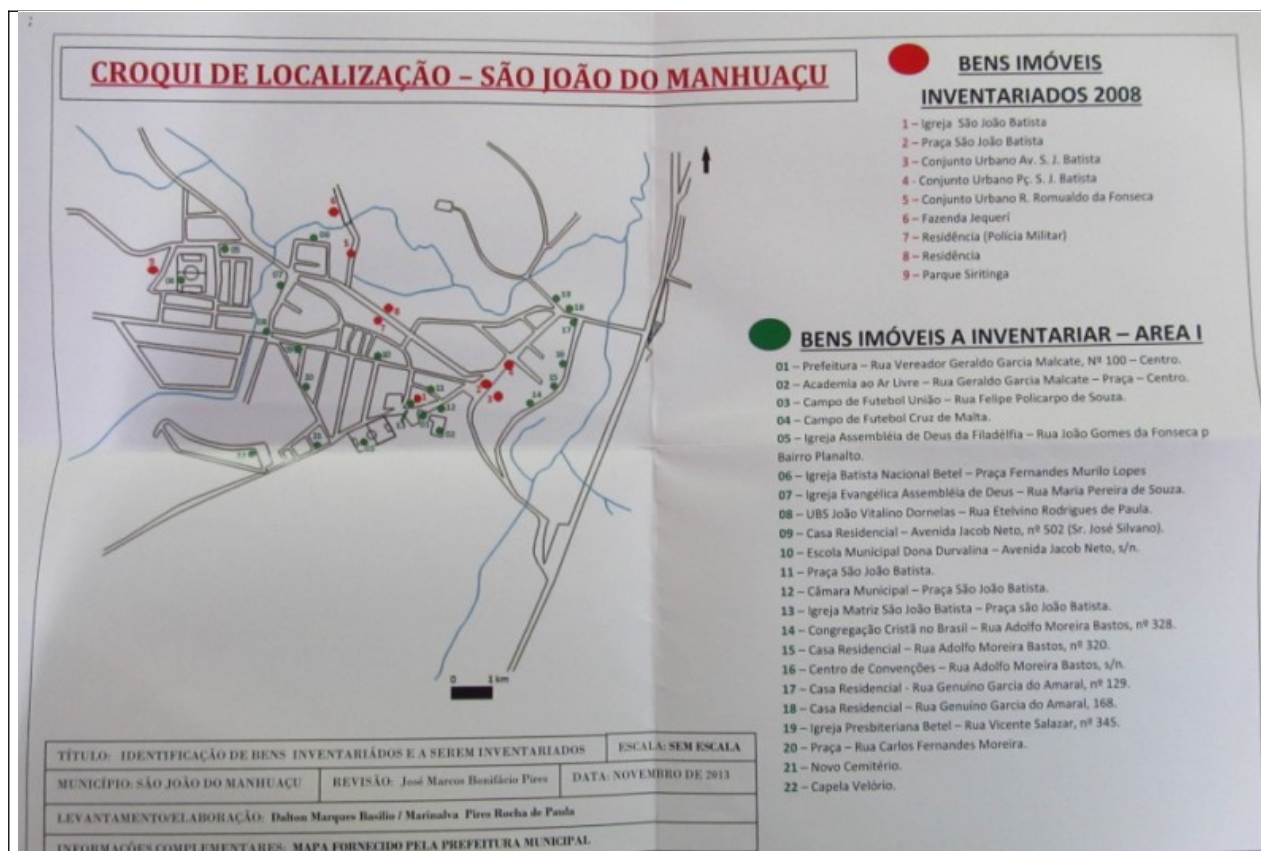 CROQUI DE LOCALIZAÇÃO – SÃO JOÃO DO MANHUAÇU
BENS IMÓVEIS
INVENTARIADOS 2008
1 – Igreja São João Batista
2 – Praça São João Batista
3 – Conjunto Urbano Av. S. J. Batista
4 - Conjunto Urbano Pç. S. J. Batista
5 – Conjunto Urbano R. Romualdo da Fonseca
6 – Fazenda Jequeri
7 – Residência (Polícia Militar)
8 – Residência
9 – Parque Siritinga
BENS IMÓVEIS A INVENTARIAR – AREA I
01 – Prefeitura – Rua Vereador Geraldo Garcia Malcate, Nº 100 – Centro.
02 – Academia ao Ar Livre – Rua Geraldo Garcia Malcate – Praça – Centro.
03 – Campo de Futebol União – Rua Felipe Policarpo de Souza.
04 – Campo de Futebol Cruz de Malta.
05 – Igreja Assembléia de Deus da Filadélfia – Rua João Gomes da Fonseca p
Bairro Planalto.
06 – Igreja Batista Nacional Betel – Praça Fernandes Murilo Lopes
07 – Igreja Evangélica Assembléia de Deus – Rua Maria Pereira de Souza.
08 – UBS João Vitalino Dornelas – Rua Etelvino Rodrigues de Paula.
09 – Casa Residencial – Avenida Jacob Neto, nº 502 (Sr. José Silvano).
10 – Escola Municipal Dona Durvalina – Avenida Jacob Neto, s/n.
11 – Praça São João Batista.
12 – Câmara Municipal – Praça São João Batista.
13 – Igreja Matriz São João Batista – Praça são João Batista.
14 – Congregação Cristã no Brasil – Rua Adolfo Moreira Bastos, nº 328.
15 – Casa Residencial – Rua Adolfo Moreira Bastos, nº 320.
16 – Centro de Convenções – Rua Adolfo Moreira Bastos, s/n.
17 – Casa Residencial - Rua Genuíno Garcia do Amaral, nº 129.
18 – Casa Residencial – Rua Genuíno Garcia do Amaral, 168.
19 – Igreja Presbiteriana Betel – Rua Vicente Salazar, nº 345.
20 – Praça – Rua Carlos Fernandes Moreira.
21 – Novo Cemitério.
22 – Capela Velório.
0 1 km
TÍTULO: IDENTIFICAÇÃO DE BENS INVENTARIÁDOS E A SEREM INVENTARIADOS ESCALA: SEM ESCALA
MUNICÍPIO: SÃO JOÃO DO MANHUAÇU REVISÃO: José Marcos Bonifácio Pires DATA: NOVEMBRO DE 2013
LEVANTAMENTO/ELABORAÇÃO: Dalton Marques Basilio / Marinalva Pires Rocha de Paula
INFORMAÇÕES COMPLEMENTARES: MAPA FORNECIDO PELA PREFEITURA MUNICIPAL